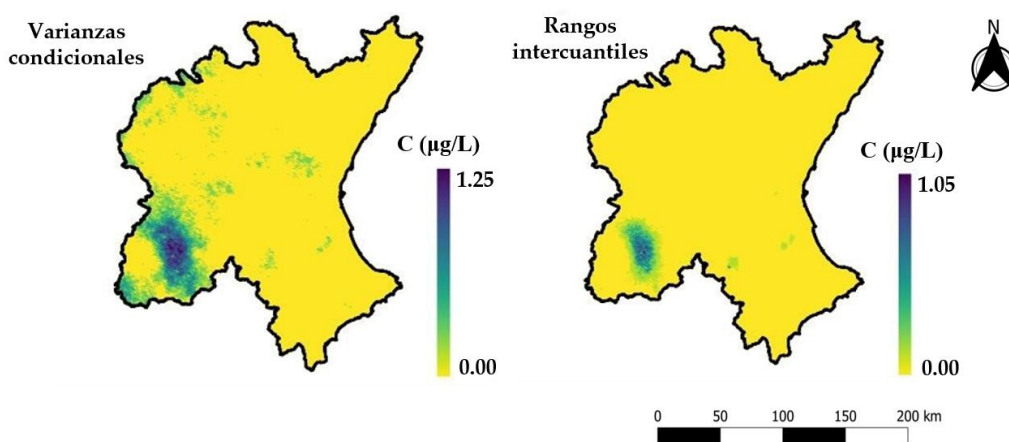 Varianzas
condicionales
Rangos
intercuantiles
N
C (µg/L)
1.25
0.00
C (µg/L)
1.05
0.00
0 50 100 150 200 km